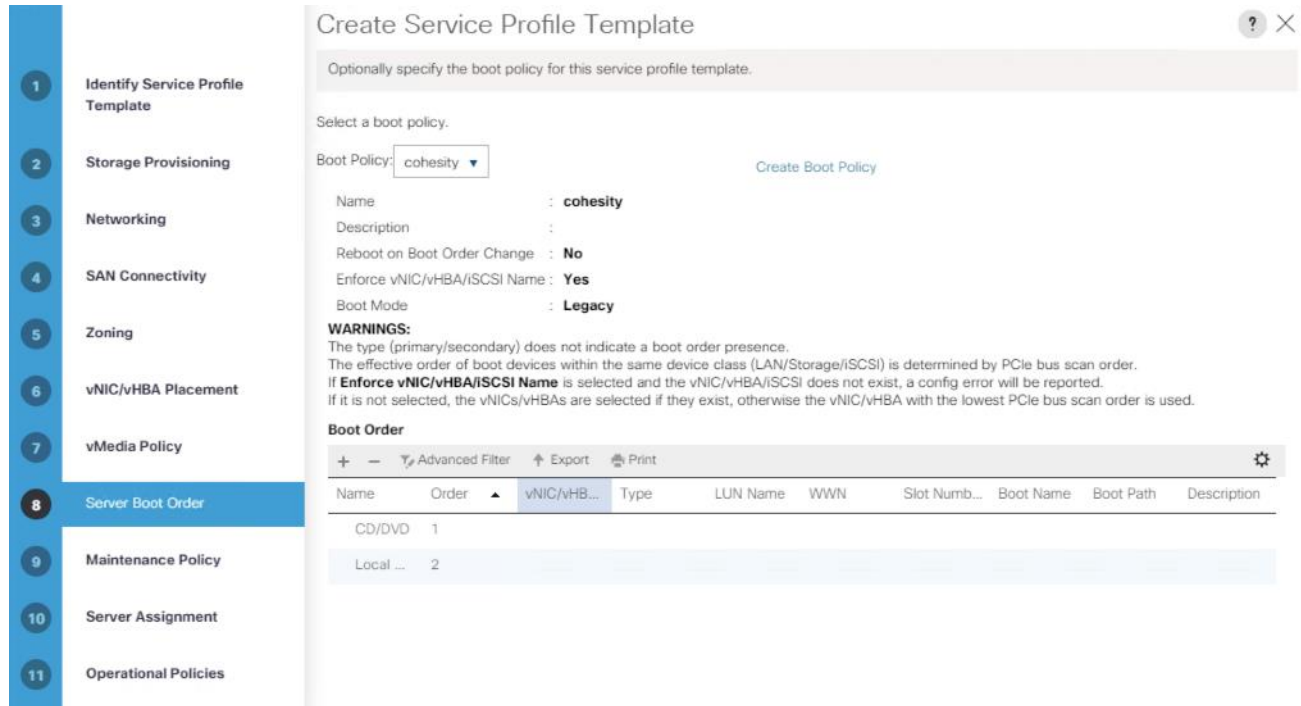 Create Service Profile Template
?
Optionally specify the boot policy for this service profile template.
1 Identify Service Profile
Template
2 Storage Provisioning
3 Networking
4 SAN Connectivity
5 Zoning
6 vNIC/vHBA Placement
7 vMedia Policy
8 Server Boot Order
9 Maintenance Policy
10 Server Assignment
11 Operational Policies
Select a boot policy.
Boot Policy: cohesity
Create Boot Policy
Name : cohesity
Description :
Reboot on Boot Order Change : No
Enforce vNIC/vHBA/iSCSI Name : Yes
Boot Mode : Legacy
WARNINGS:
The type (primary/secondary) does not indicate a boot order presence.
The effective order of boot devices within the same device class (LAN/Storage/iSCSI) is determined by PCIe bus scan order.
If Enforce vNIC/vHBA/iSCSI Name is selected and the vNIC/vHBA/iSCSI does not exist, a config error will be reported.
If it is not selected, the vNICs/vHBAs are selected if they exist, otherwise the vNIC/vHBA with the lowest PCIe bus scan order is used.
Boot Order
+ − Advanced Filter Export Print
Name Order vNIC/vHB... Type LUN Name WWN Slot Numb... Boot Name Boot Path Description
CD/DVD 1
Local ... 2